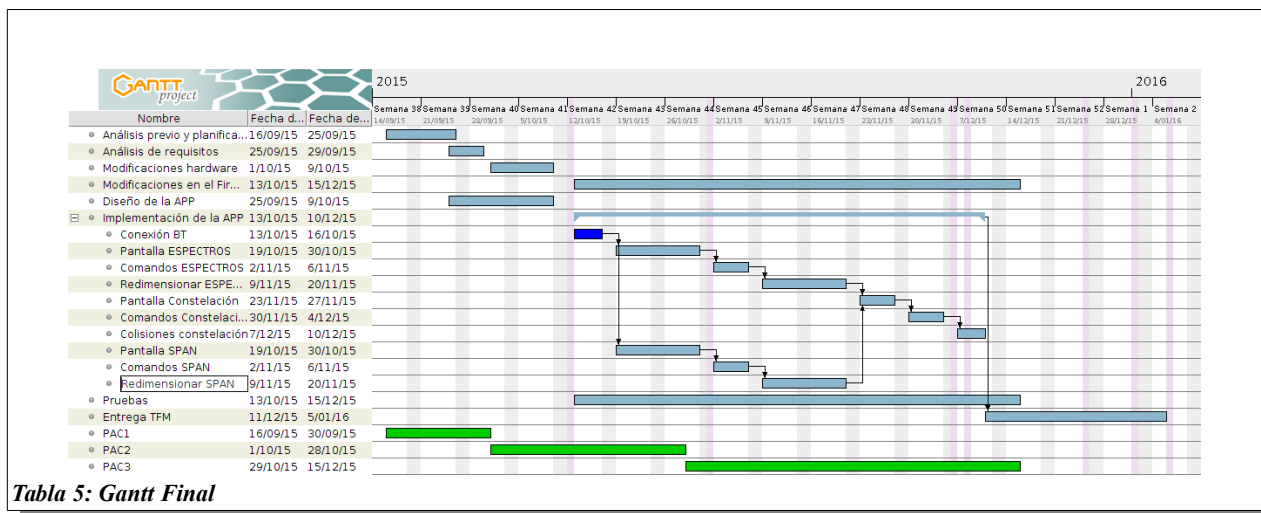 GANTT
project
2015
2016
Semana 38 Semana 39 Semana 40 Semana 41 Semana 42 Semana 43 Semana 44 Semana 45 Semana 46 Semana 47 Semana 48 Semana 49 Semana 50 Semana 51 Semana 52 Semana 1 Semana 2
14/09/15 21/09/15 28/09/15 5/10/15 12/10/15 19/10/15 26/10/15 2/11/15 9/11/15 16/11/15 23/11/15 30/11/15 7/12/15 14/12/15 21/12/15 28/12/15 4/01/16
Nombre Fecha d... Fecha de...
Análisis previo y planifica... 16/09/15 25/09/15
Análisis de requisitos 25/09/15 29/09/15
Modificaciones hardware 1/10/15 9/10/15
Modificaciones en el Fir... 13/10/15 15/12/15
Diseño de la APP 25/09/15 9/10/15
Implementación de la APP 13/10/15 10/12/15
Conexión BT 13/10/15 16/10/15
Pantalla ESPECTROS 19/10/15 30/10/15
Comandos ESPECTROS 2/11/15 6/11/15
Redimensionar ESPE... 9/11/15 20/11/15
Pantalla Constelación 23/11/15 27/11/15
Comandos Constelaci... 30/11/15 4/12/15
Colisiones constelación 7/12/15 10/12/15
Pantalla SPAN 19/10/15 30/10/15
Comandos SPAN 2/11/15 6/11/15
Redimensionar SPAN 9/11/15 20/11/15
Pruebas 13/10/15 15/12/15
Entrega TFM 11/12/15 5/01/16
PAC1 16/09/15 30/09/15
PAC2 1/10/15 28/10/15
PAC3 29/10/15 15/12/15
Tabla 5: Gantt Final